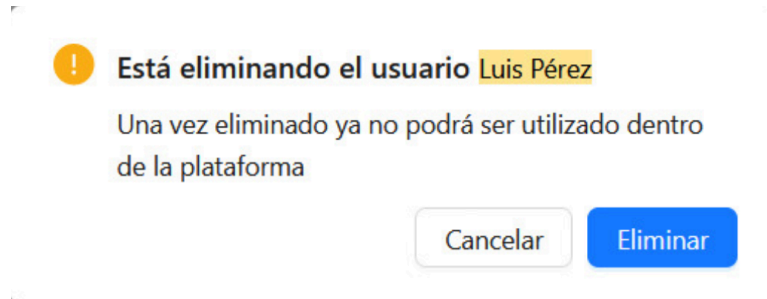 Está eliminando el usuario Luis Pérez
Una vez eliminado ya no podrá ser utilizado dentro
de la plataforma
Cancelar Eliminar